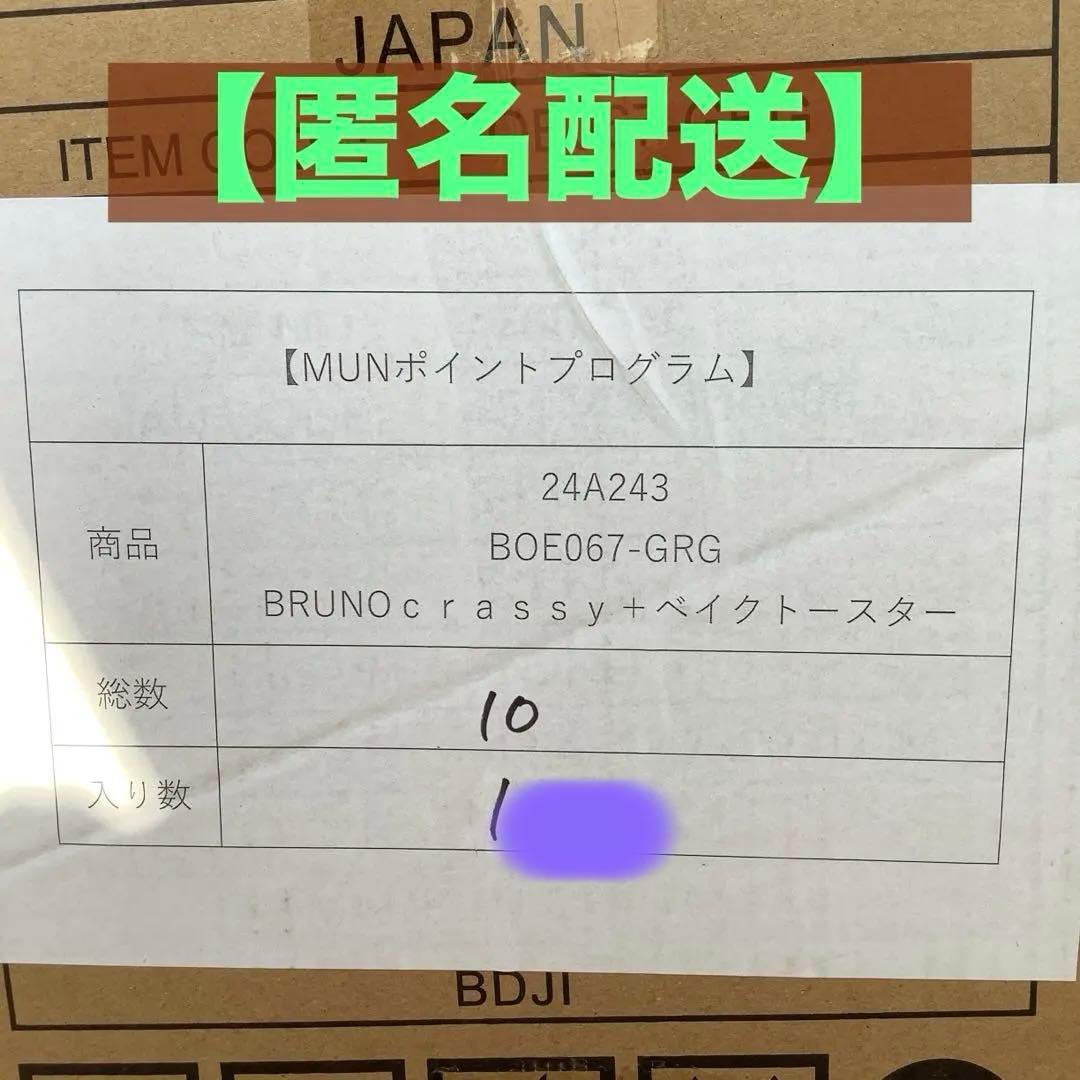 JAPAN
【匿名配送】
ITEM CO
【MUNポイントプログラム】
24A243
商品
BOE067-GRG
BRUNOｃｒａｓｓｙ＋ベイクトースター
総数
10
入り数
1
BDJI